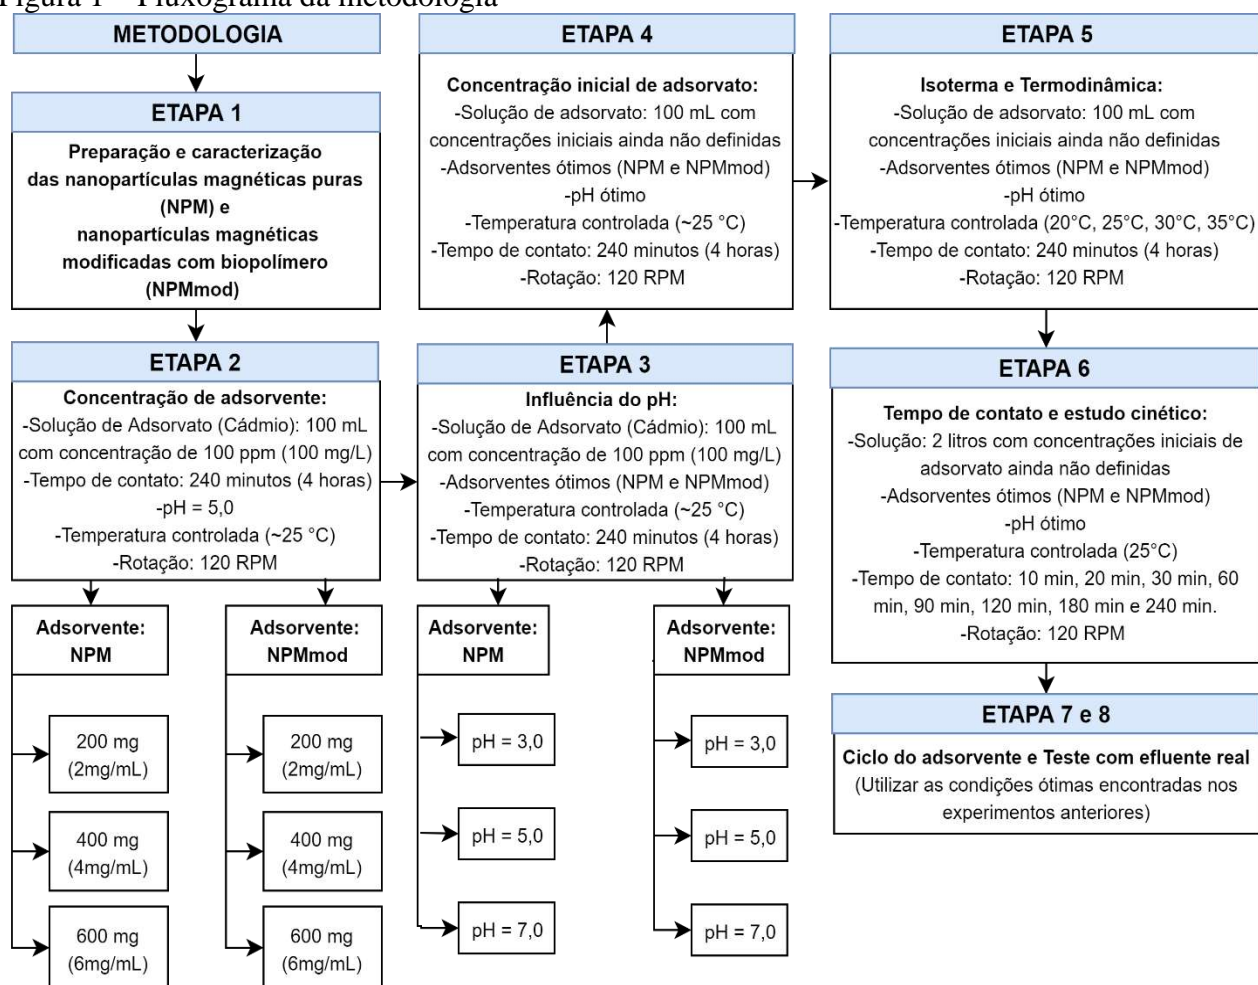 Figura 1 – Fluxograma da metodologia
METODOLOGIA
ETAPA 1
Preparação e caracterização
das nanopartículas magnéticas puras
(NPM) e
nanopartículas magnéticas
modificadas com biopolímero
(NPMmod)
ETAPA 2
Concentração de adsorvente:
-Solução de Adsorvato (Cádmio): 100 mL
com concentração de 100 ppm (100 mg/L)
-Tempo de contato: 240 minutos (4 horas)
-pH = 5,0
-Temperatura controlada (~25 °C)
-Rotação: 120 RPM
Adsorvente:
NPM
200 mg
(2mg/mL)
400 mg
(4mg/mL)
600 mg
(6mg/mL)
Adsorvente:
NPMmod
200 mg
(2mg/mL)
400 mg
(4mg/mL)
600 mg
(6mg/mL)
ETAPA 3
Influência do pH:
-Solução de Adsorvato (Cádmio): 100 mL
com concentração de 100 ppm (100 mg/L)
-Adsorventes ótimos (NPM e NPMmod)
-Temperatura controlada (~25 °C)
-Tempo de contato: 240 minutos (4 horas)
-Rotação: 120 RPM
Adsorvente:
NPM
pH = 3,0
pH = 5,0
pH = 7,0
Adsorvente:
NPMmod
pH = 3,0
pH = 5,0
pH = 7,0
ETAPA 4
Concentração inicial de adsorvato:
-Solução de adsorvato: 100 mL com
concentrações iniciais ainda não definidas
-Adsorventes ótimos (NPM e NPMmod)
-pH ótimo
-Temperatura controlada (~25 °C)
-Tempo de contato: 240 minutos (4 horas)
-Rotação: 120 RPM
ETAPA 5
Isoterma e Termodinâmica:
-Solução de adsorvato: 100 mL com
concentrações iniciais ainda não definidas
-Adsorventes ótimos (NPM e NPMmod)
-pH ótimo
-Temperatura controlada (20°C, 25°C, 30°C, 35°C)
-Tempo de contato: 240 minutos (4 horas)
-Rotação: 120 RPM
ETAPA 6
Tempo de contato e estudo cinético:
-Solução: 2 litros com concentrações iniciais de
adsorvato ainda não definidas
-Adsorventes ótimos (NPM e NPMmod)
-pH ótimo
-Temperatura controlada (25°C)
-Tempo de contato: 10 min, 20 min, 30 min, 60
min, 90 min, 120 min, 180 min e 240 min.
-Rotação: 120 RPM
ETAPA 7 e 8
Ciclo do adsorvente e Teste com efluente real
(Utilizar as condições ótimas encontradas nos
experimentos anteriores)